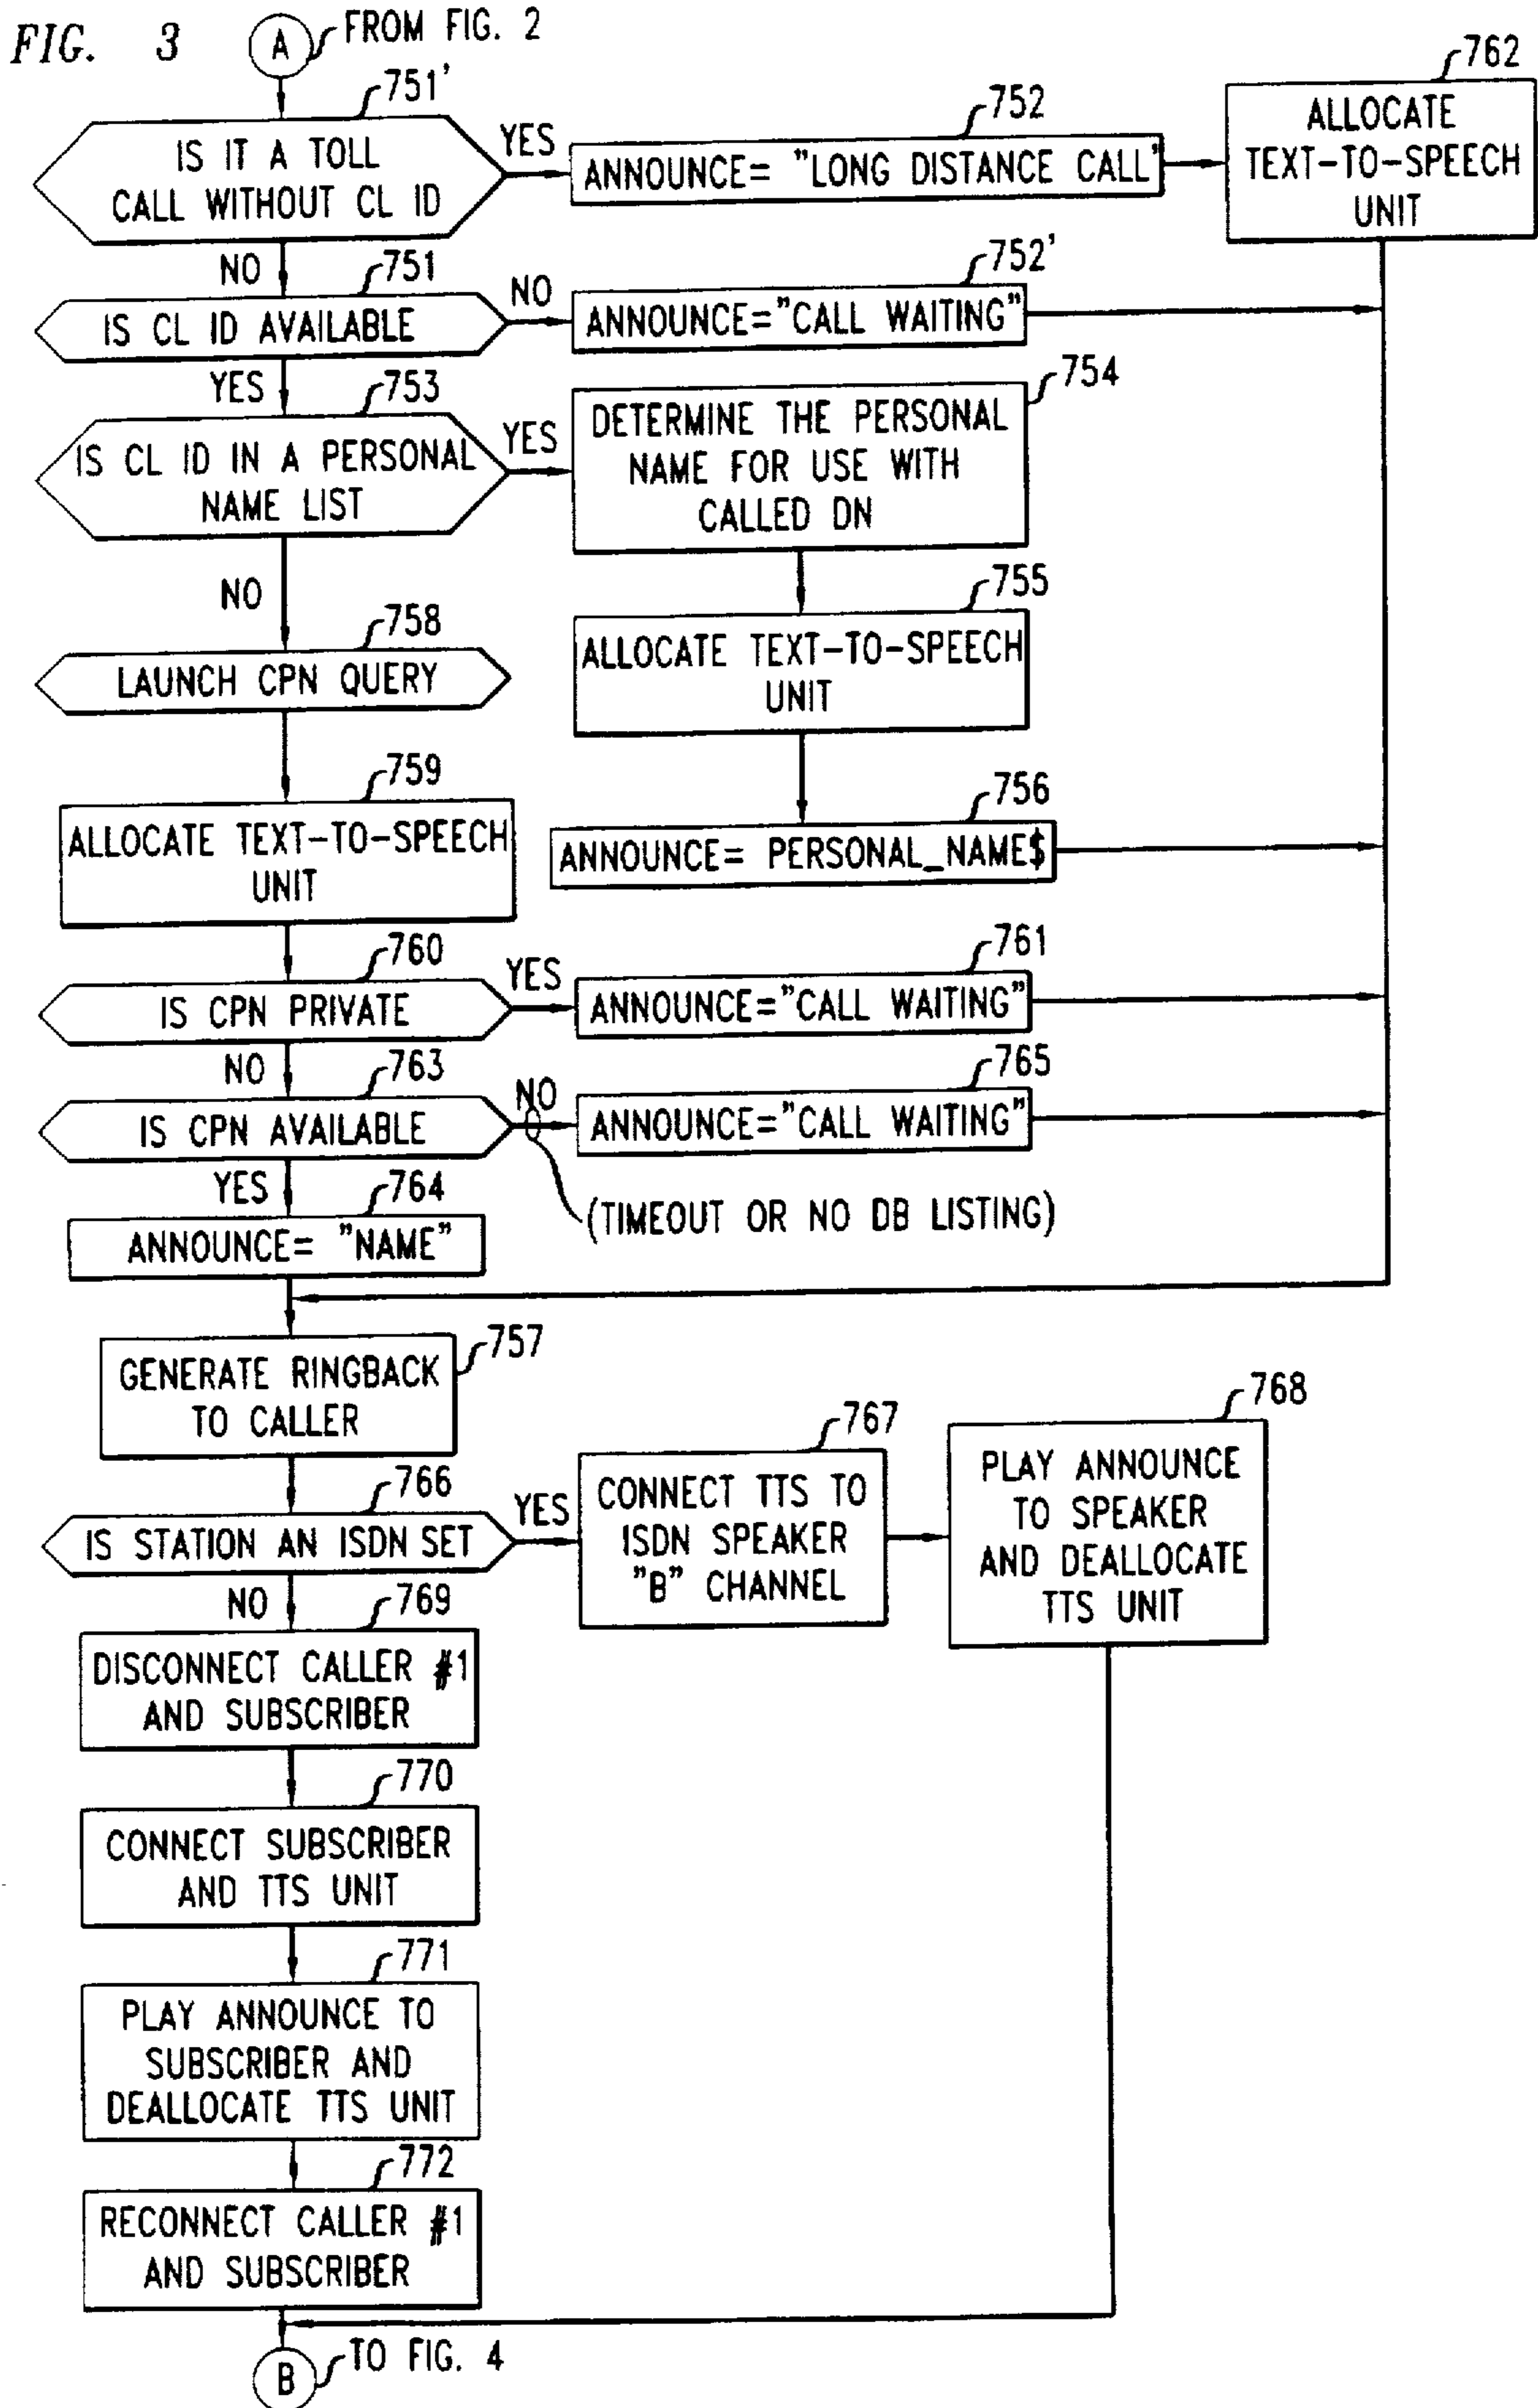 FIG. 3
A
FROM FIG. 2
751'
IS IT A TOLL
CALL WITHOUT CL ID
YES
752
ANNOUNCE= "LONG DISTANCE CALL"
762
ALLOCATE
TEXT-TO-SPEECH
UNIT
NO
751
IS CL ID AVAILABLE
NO
752'
ANNOUNCE="CALL WAITING"
YES
753
IS CL ID IN A PERSONAL
NAME LIST
YES
754
DETERMINE THE PERSONAL
NAME FOR USE WITH
CALLED DN
755
ALLOCATE TEXT-TO-SPEECH
UNIT
756
ANNOUNCE= PERSONAL_NAME$
NO
758
LAUNCH CPN QUERY
759
ALLOCATE TEXT-TO-SPEECH
UNIT
760
IS CPN PRIVATE
YES
761
ANNOUNCE="CALL WAITING"
NO
763
IS CPN AVAILABLE
NO
765
ANNOUNCE="CALL WAITING"
(TIMEOUT OR NO DB LISTING)
YES
764
ANNOUNCE= "NAME"
757
GENERATE RINGBACK
TO CALLER
766
IS STATION AN ISDN SET
YES
767
CONNECT TTS TO
ISDN SPEAKER
"B" CHANNEL
768
PLAY ANNOUNCE
TO SPEAKER
AND DEALLOCATE
TTS UNIT
NO
769
DISCONNECT CALLER #1
AND SUBSCRIBER
770
CONNECT SUBSCRIBER
AND TTS UNIT
771
PLAY ANNOUNCE TO
SUBSCRIBER AND
DEALLOCATE TTS UNIT
772
RECONNECT CALLER #1
AND SUBSCRIBER
B
TO FIG. 4